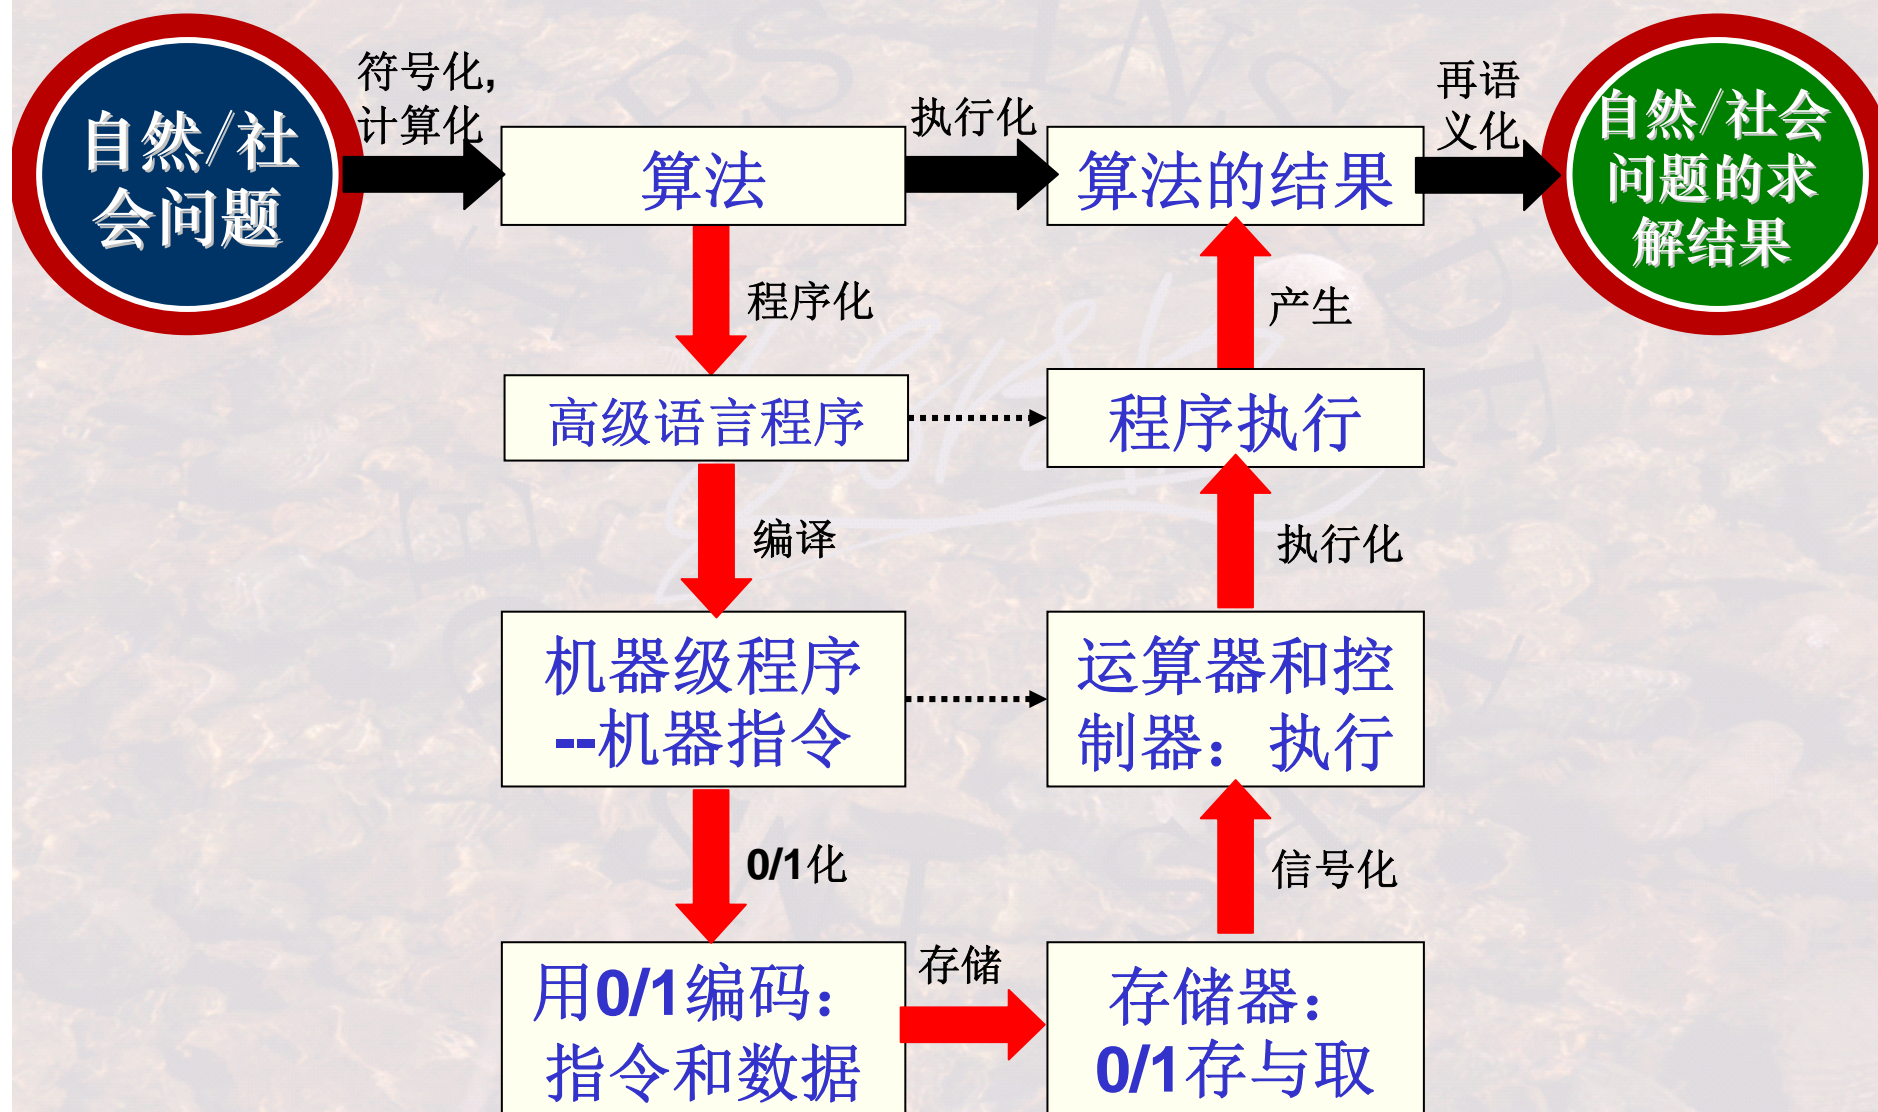 自然/社
会问题
符号化,
计算化
算法
执行化
算法的结果
再语
义化
自然/社会
问题的求
解结果
程序化
产生
高级语言程序
程序执行
编译
执行化
机器级程序
--机器指令
运算器和控
制器：执行
0/1化
信号化
用0/1编码：
指令和数据
存储
存储器：
0/1存与取